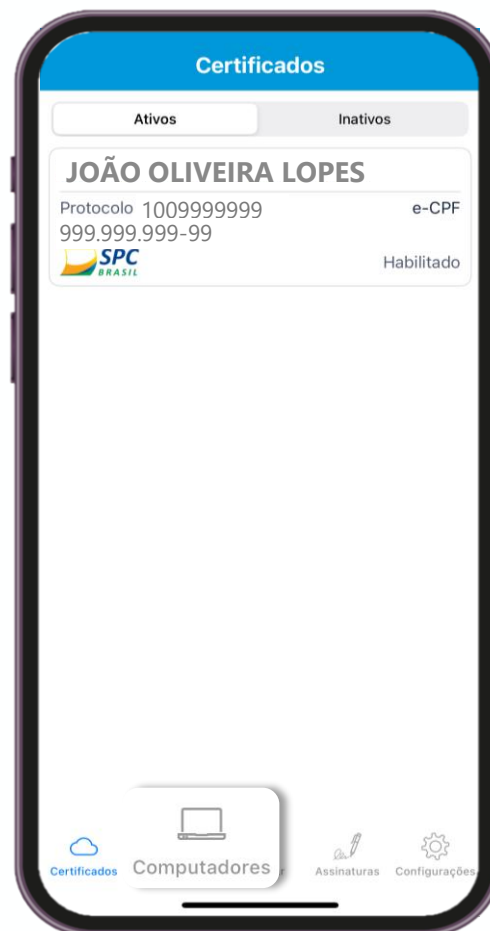 Certificados
Ativos Inativos
JOÃO OLIVEIRA LOPES
Protocolo 1009999999 e-CPF
999.999.999-99
SPC
BRASIL
Habilitado
Certificados Computadores Assinaturas Configurações